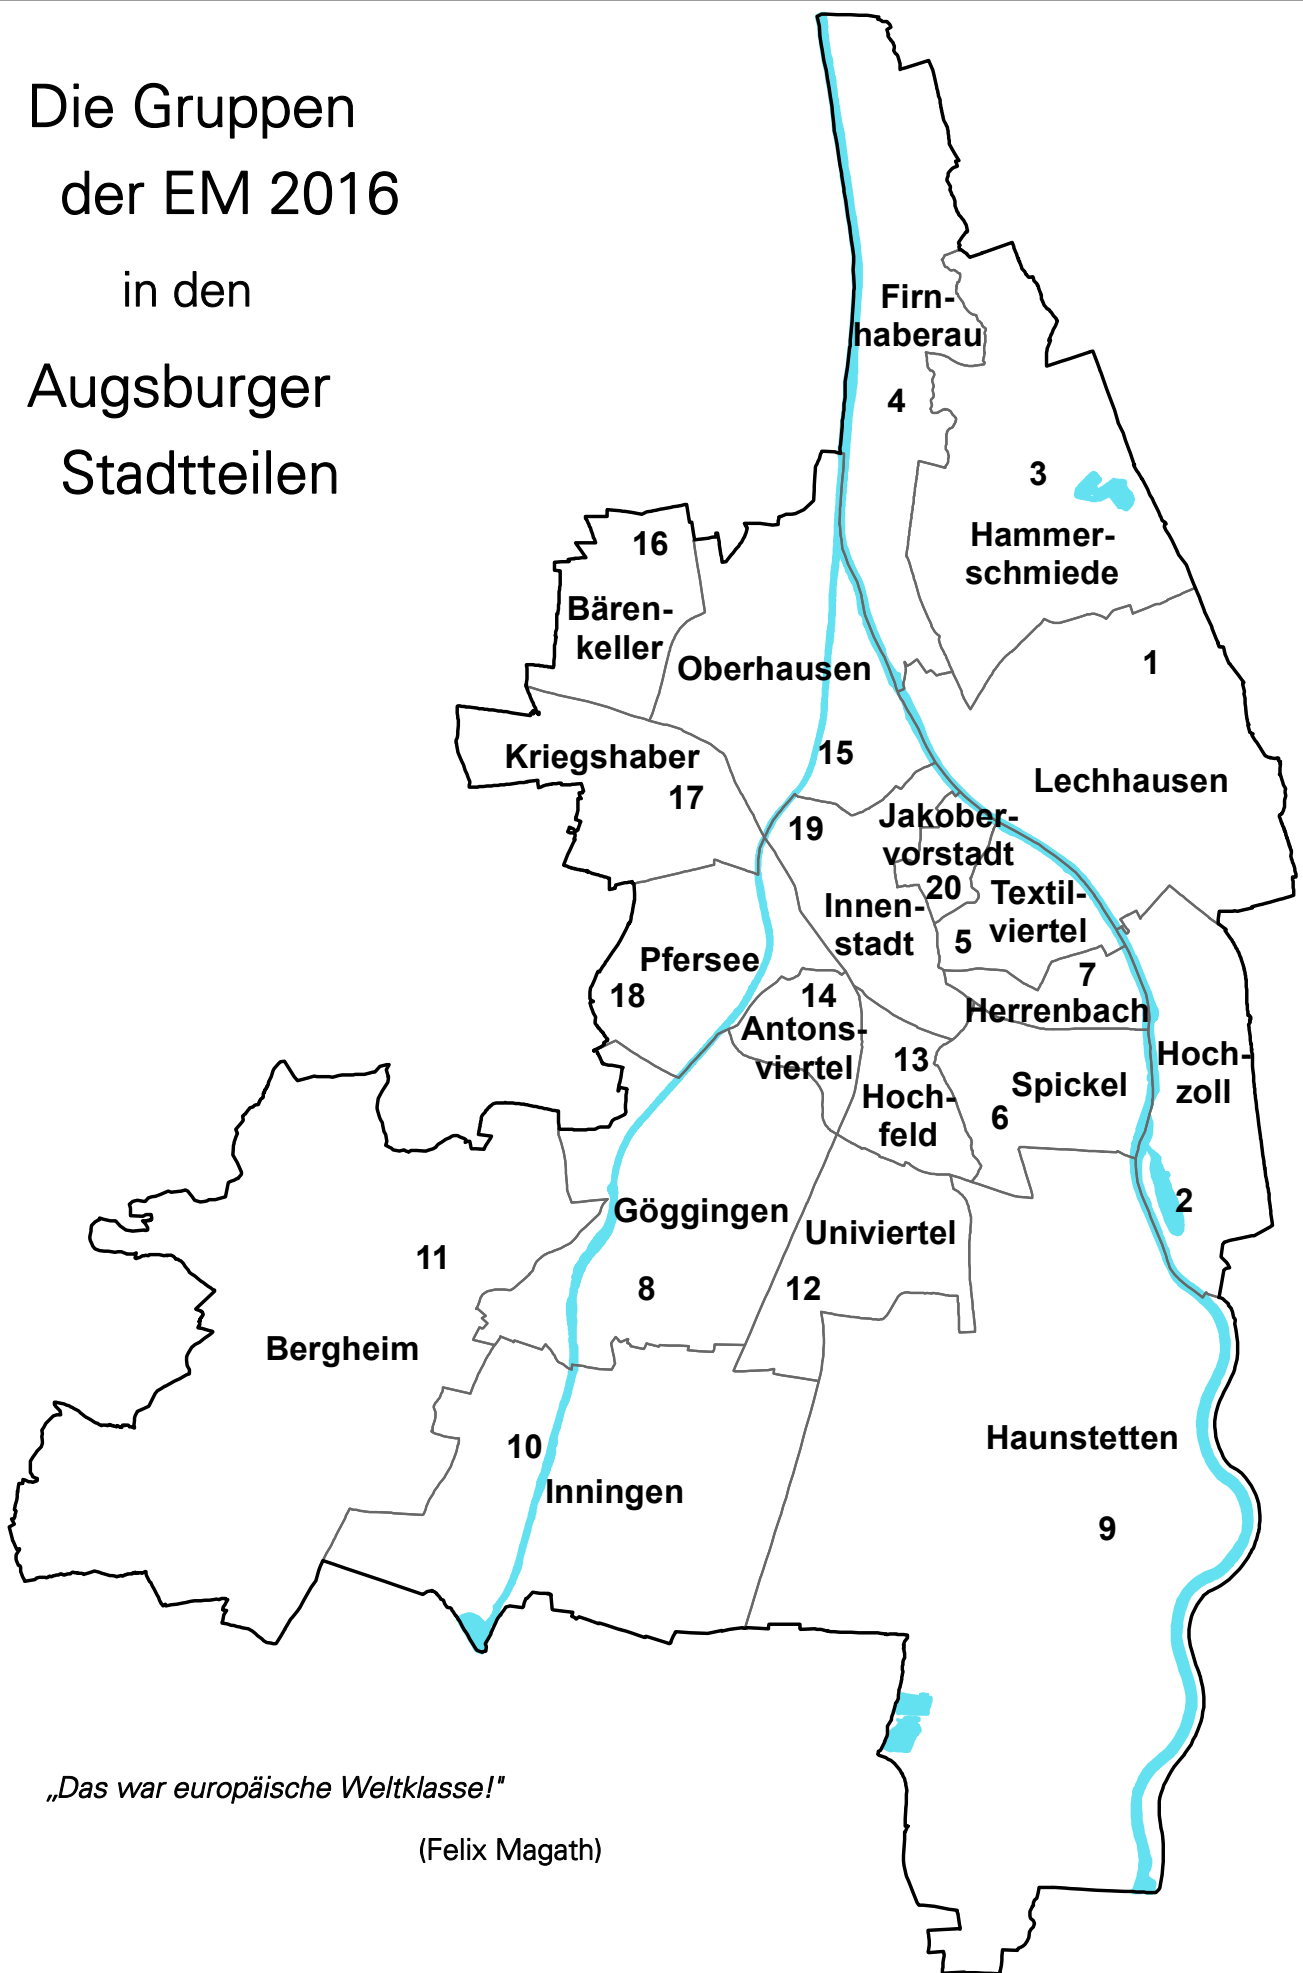 Die Gruppen
der EM 2016
in den
Augsburger
Stadtteilen
Firn-
haberau
4
3
Hammer-
schmiede
16
Bären-
keller
Oberhausen
1
Kriegshaber
17
15
Lechhausen
19
Jakober-
vorstadt
20
Textil-
viertel
Innen-
stadt
5
Pfersee
18
7
Herrenbach
14
Antons-
viertel
13
Hoch-
feld
Spickel
6
Hoch-
zoll
2
Göggingen
8
Univiertel
12
11
Bergheim
10
Inningen
Haunstetten
9
„Das war europäische Weltklasse!"
(Felix Magath)